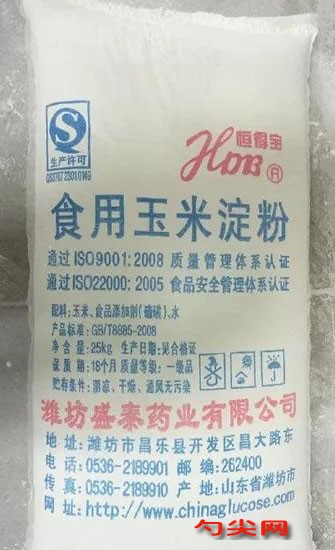 生产许可
恒得宝
HDB ®
食用玉米淀粉
通过ISO9001:2008 质量管理体系认证
通过ISO22000:2005 食品安全管理体系认证
配料:玉米、食品添加剂(硫磺)、水
产品标准:GB/T8885-2008
净含量:25kg 生产日期:见合格证
保质期:18个月 质量等级:一级品
贮存条件:阴凉、干燥、通风无污染
潍坊盛泰药业有限公司
地址:潍坊市昌乐县开发区昌大路东
电话:0536-2189901 邮编:262400
传真:0536-2189910 产地:山东省潍坊市
网址:http://www.chinaglucose.com
勺尖网